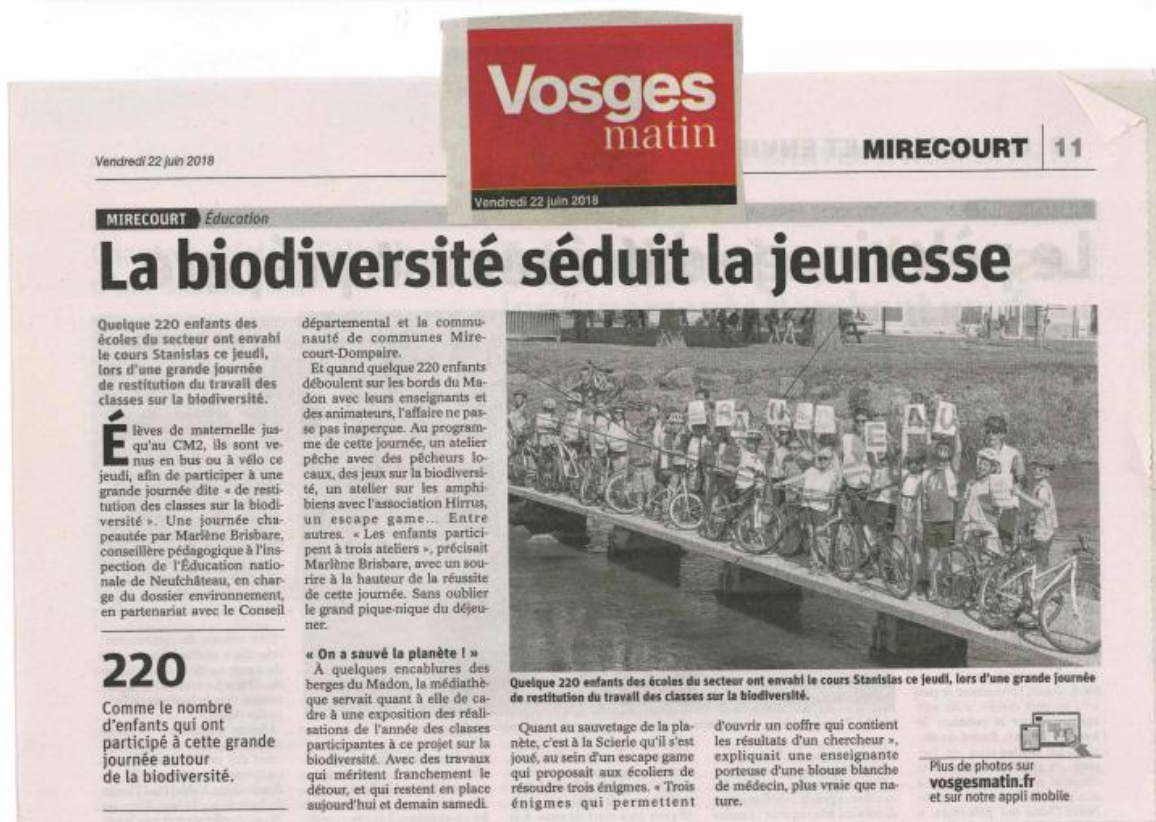 Vosges
matin
Vendredi 22 juin 2018
Vendredi 22 juin 2018
MIRECOURT 11
MIRECOURT Éducation
La biodiversité séduit la jeunesse
Quelque 220 enfants des
écoles du secteur ont envahi
le cours Stanislas ce jeudi,
lors d'une grande journée
de restitution du travail des
classes sur la biodiversité.
Élèves de maternelle jus-
qu'au CM2, ils sont ve-
nus en bus ou à vélo ce
jeudi, afin de participer à une
grande journée dite « de resti-
tution des classes sur la biodi-
versité ». Une journée cha-
peautée par Marlène Brisbare,
conseillère pédagogique à l'ins-
pection de l'Éducation natio-
nale de Neufchâteau, en char-
ge du dossier environnement,
en partenariat avec le Conseil
220
Comme le nombre
d'enfants qui ont
participé à cette grande
journée autour
de la biodiversité.
départemental et la commu-
nauté de communes Mire-
court-Dompaire.
Et quand quelque 220 enfants
déboulent sur les bords du Ma-
don avec leurs enseignants et
des animateurs, l'affaire ne pas-
se pas inaperçue. Au program-
me de cette journée, un atelier
pêche avec des pêcheurs lo-
caux, des jeux sur la biodiversi-
té, un atelier sur les amphi-
biens avec l'association Hirrus,
un escape game... Entre
autres. « Les enfants partici-
pent à trois ateliers », précisait
Marlène Brisbare, avec un sou-
rire à la hauteur de la réussite
de cette journée. Sans oublier
le grand pique-nique du déjeu-
ner.
« On a sauvé la planète ! »
À quelques encablures des
berges du Madon, la médiathè-
que servait quant à elle de ca-
dre à une exposition des réali-
sations de l'année des classes
participantes à ce projet sur la
biodiversité. Avec des travaux
qui méritent franchement le
détour, et qui restent en place
aujourd'hui et demain samedi.
Quelque 220 enfants des écoles du secteur ont envahi le cours Stanislas ce jeudi, lors d'une grande journée
de restitution du travail des classes sur la biodiversité.
Quant au sauvetage de la pla-
nète, c'est à la Scierie qu'il s'est
joué, au sein d'un escape game
qui proposait aux écoliers de
résoudre trois énigmes. « Trois
énigmes qui permettent
d'ouvrir un coffre qui contient
les résultats d'un chercheur »,
expliquait une enseignante
porteuse d'une blouse blanche
de médecin, plus vraie que na-
ture.
Plus de photos sur
vosgesmatin.fr
et sur notre appli mobile